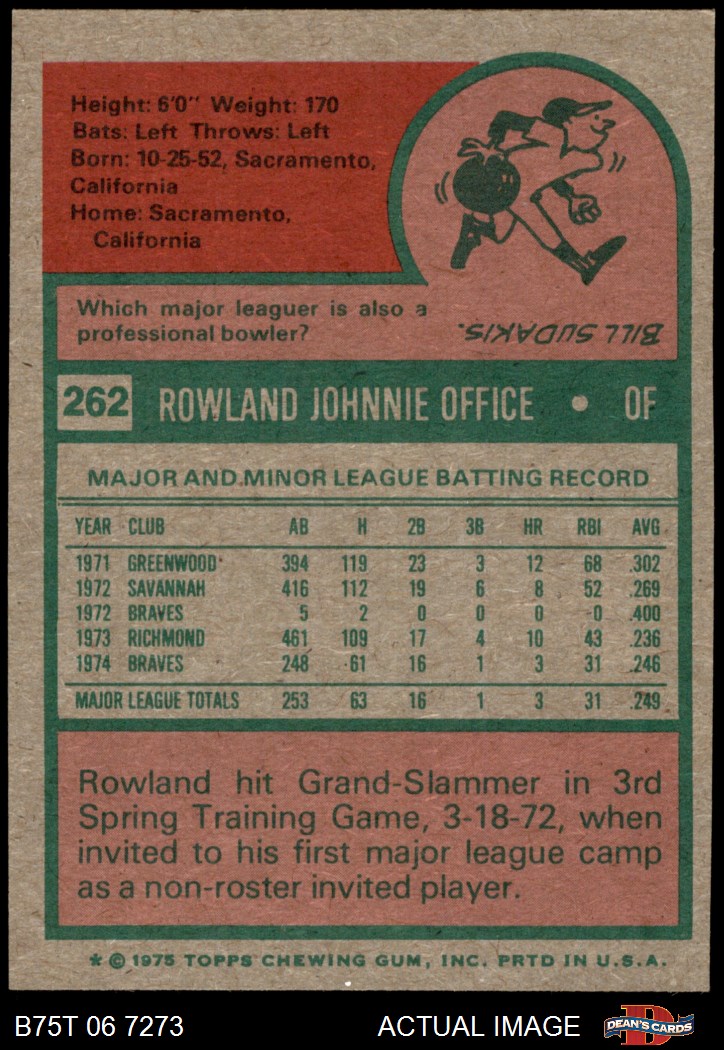 Height: 6'0" Weight: 170
Bats: Left Throws: Left
Born: 10-25-52, Sacramento,
California
Home: Sacramento,
California
Which major leaguer is also a
professional bowler?
BILL SUDAKIS.
262 ROWLAND JOHNNIE OFFICE • OF
MAJOR AND MINOR LEAGUE BATTING RECORD
YEAR CLUB AB H 2B 3B HR RBI AVG
1971 GREENWOOD 394 119 23 3 12 68 .302
1972 SAVANNAH 416 112 19 6 8 52 .269
1972 BRAVES 5 2 0 0 0 0 .400
1973 RICHMOND 461 109 17 4 10 43 .236
1974 BRAVES 248 61 16 1 3 31 .246
MAJOR LEAGUE TOTALS 253 63 16 1 3 31 .249
Rowland hit Grand-Slammer in 3rd
Spring Training Game, 3-18-72, when
invited to his first major league camp
as a non-roster invited player.
* © 1975 TOPPS CHEWING GUM, INC. PRTD IN U.S.A.
B75T 06 7273 ACTUAL IMAGE D DEAN'S CARDS